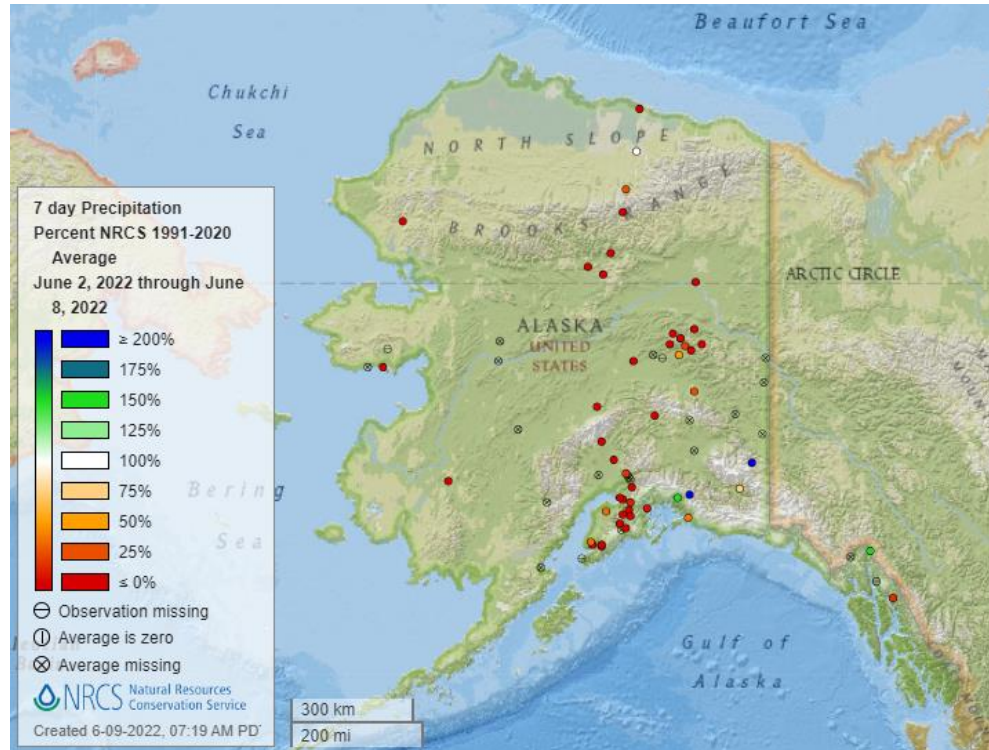 Beaufort Sea
Chukchi
Sea
NORTH SLOPE
BROOKS RANGE
ARCTIC CIRCLE
ALASKA
UNITED
STATES
Bering
Sea
Gulf of
Alaska
7 day Precipitation
Percent NRCS 1991-2020
Average
June 2, 2022 through June
8, 2022
≥ 200%
175%
150%
125%
100%
75%
50%
25%
≤ 0%
Observation missing
Average is zero
Average missing
NRCS Natural Resources
Conservation Service
Created 6-09-2022, 07:19 AM PD
300 km
200 mi